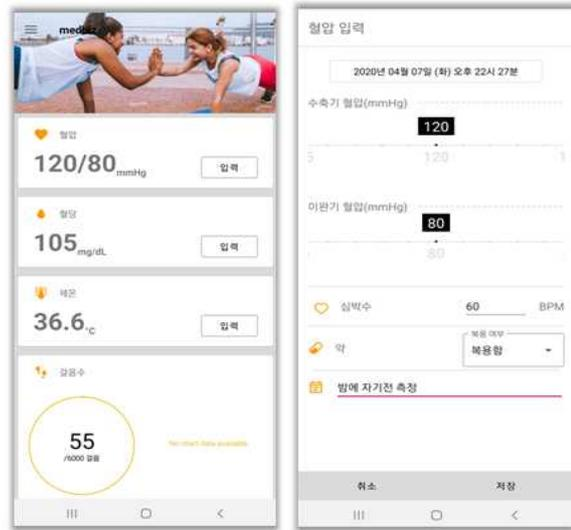 혈압
120/80 mmHg
입력
혈당
105 mg/dL
입력
체온
36.6 °C
입력
걸음수
55
/6000 걸음
No chart data available.
혈압 입력
2020년 04월 07일 (화) 오후 22시 27분
수축기 혈압(mmHg)
120
120
이완기 혈압(mmHg)
80
80
심박수 60 BPM
복용 여부
약 복용함
밤에 자기전 측정
취소 저장